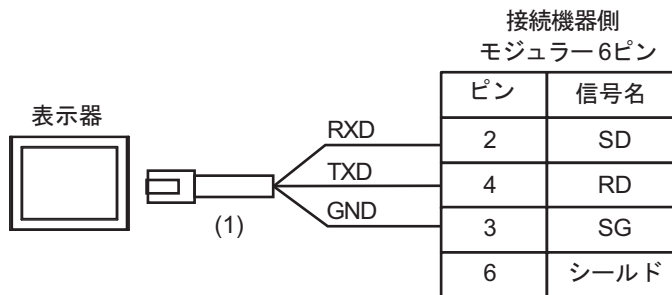 接続機器側
モジュラー 6ピン
ピン 信号名
表示器
RXD 2 SD
TXD 4 RD
(1) GND 3 SG
6 シールド